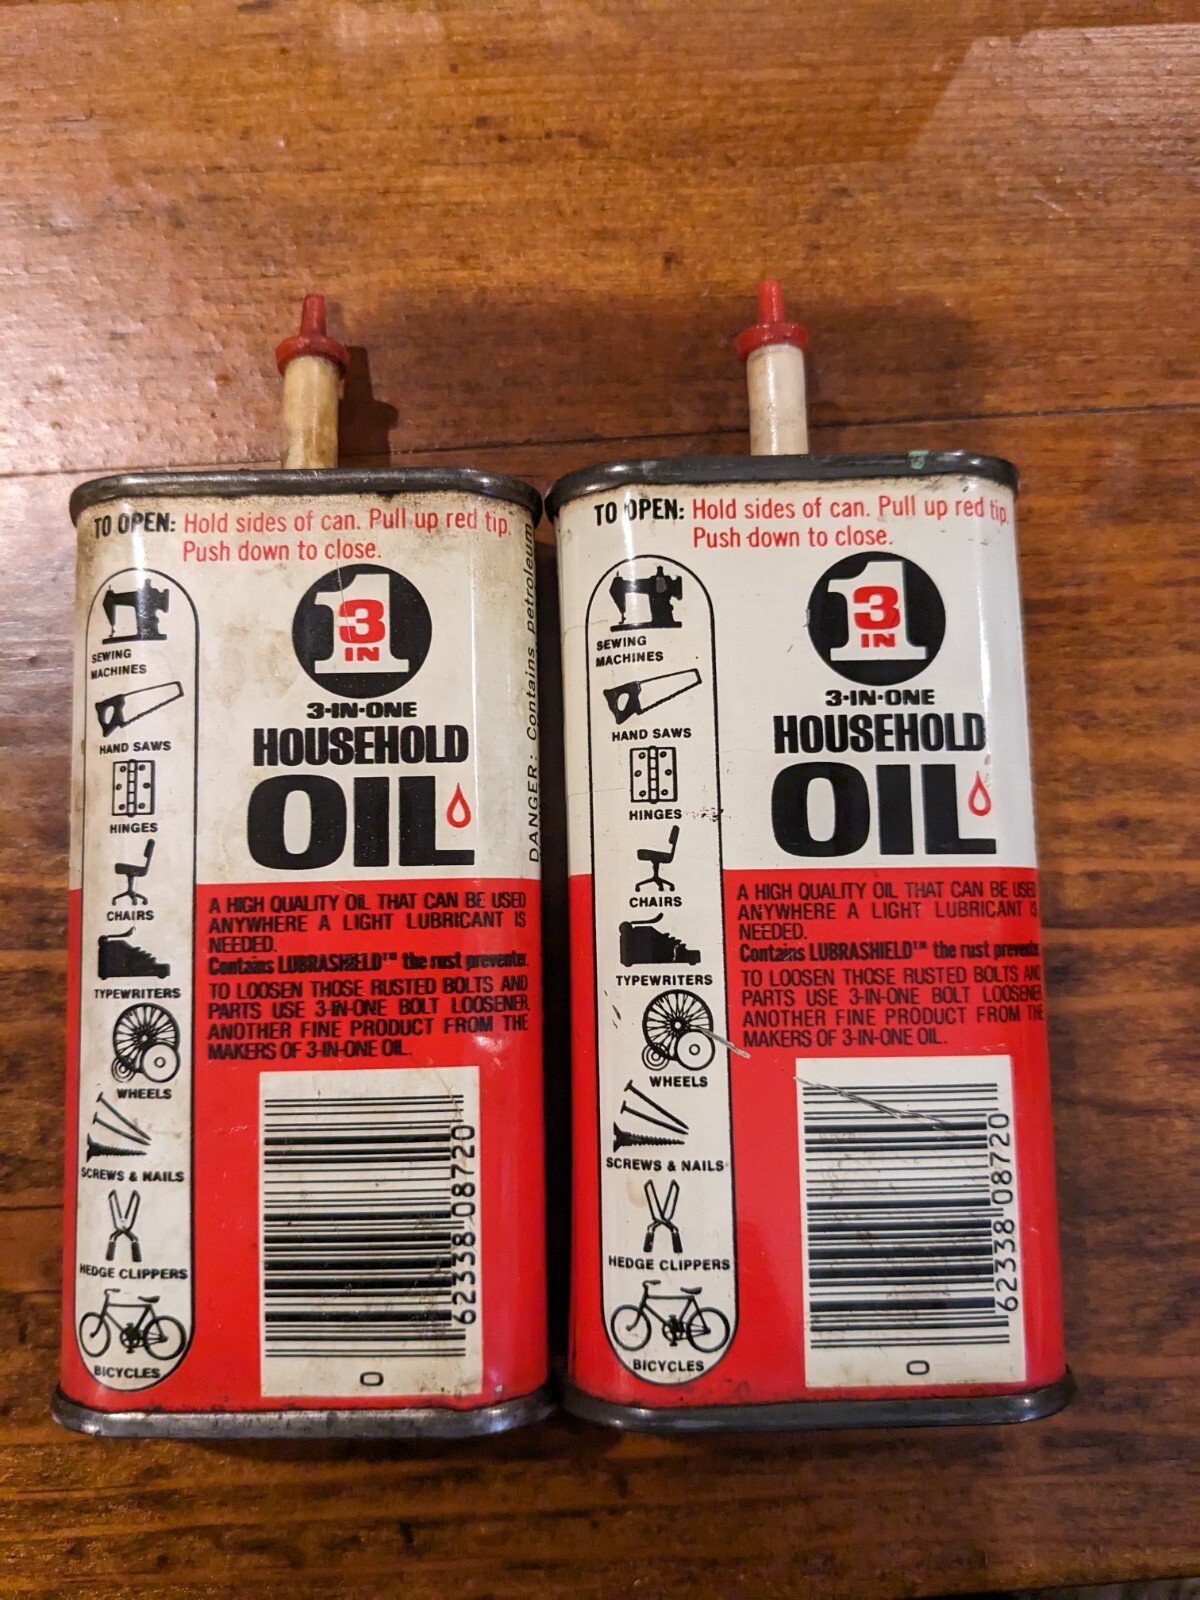 TO OPEN: Hold sides of can. Pull up red tip.
Push down to close.
SEWING
MACHINES
HAND SAWS
HINGES
CHAIRS
TYPEWRITERS
WHEELS
SCREWS & NAILS
HEDGE CLIPPERS
BICYCLES
3
IN
1
3-IN-ONE
HOUSEHOLD
OIL
A HIGH QUALITY OIL THAT CAN BE USED
ANYWHERE A LIGHT LUBRICANT IS
NEEDED.
Contains LUBRASHIELD™ the rust preventer.
TO LOOSEN THOSE RUSTED BOLTS AND
PARTS USE 3-IN-ONE BOLT LOOSENER
ANOTHER FINE PRODUCT FROM THE
MAKERS OF 3-IN-ONE OIL.
62338 08720
0
DANGER: Contains petroleum
TO OPEN: Hold sides of can. Pull up red tip.
Push down to close.
SEWING
MACHINES
HAND SAWS
HINGES
CHAIRS
TYPEWRITERS
WHEELS
SCREWS & NAILS
HEDGE CLIPPERS
BICYCLES
3
IN
1
3-IN-ONE
HOUSEHOLD
OIL
A HIGH QUALITY OIL THAT CAN BE USED
ANYWHERE A LIGHT LUBRICANT IS
NEEDED.
Contains LUBRASHIELD™ the rust preventer
TO LOOSEN THOSE RUSTED BOLTS AND
PARTS USE 3-IN-ONE BOLT LOOSENER
ANOTHER FINE PRODUCT FROM THE
MAKERS OF 3-IN-ONE OIL.
62338 08720
0